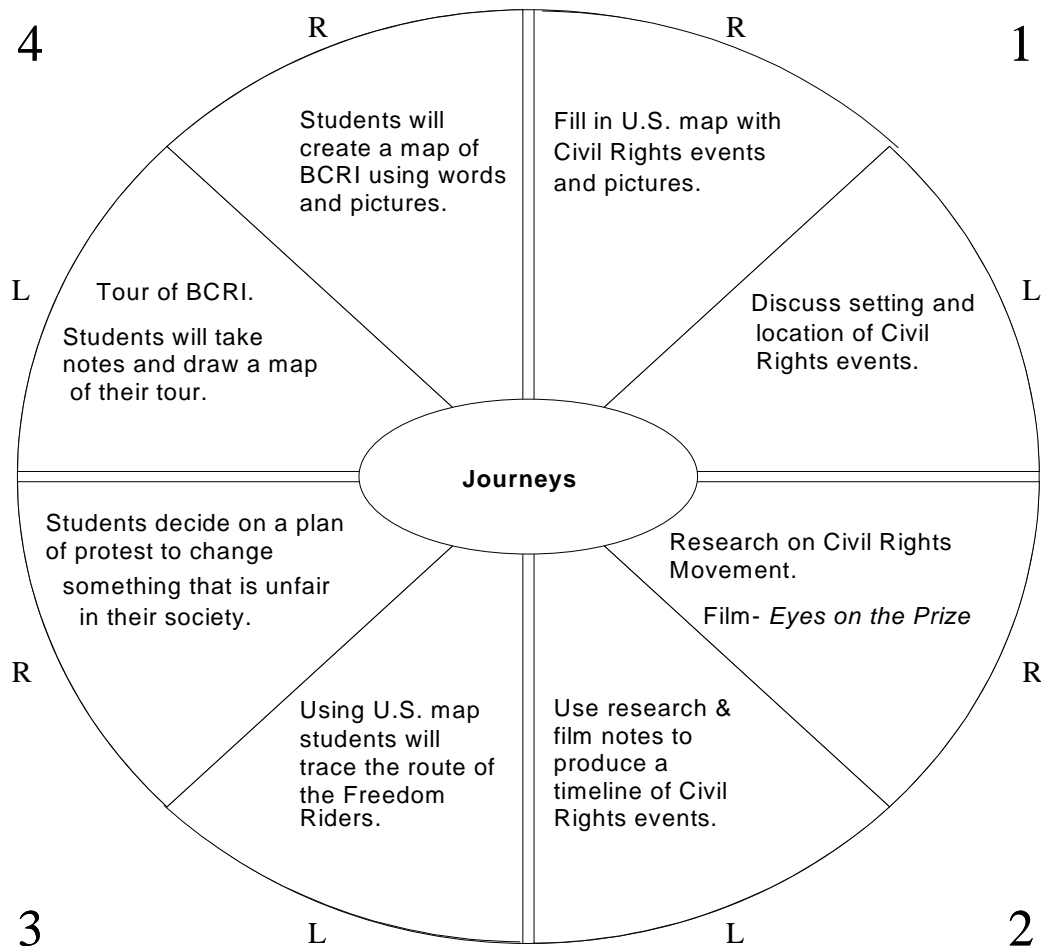 4
R
R
1
Students will
create a map of
BCRI using words
and pictures.
Fill in U.S. map with
Civil Rights events
and pictures.
L
Tour of BCRI.
Students will take
notes and draw a map
of their tour.
Discuss setting and
location of Civil
Rights events.
L
Journeys
Students decide on a plan
of protest to change
something that is unfair
in their society.
R
Research on Civil Rights
Movement.
Film- Eyes on the Prize
R
Using U.S. map
students will
trace the route of
the Freedom
Riders.
Use research &
film notes to
produce a
timeline of Civil
Rights events.
3
L
L
2